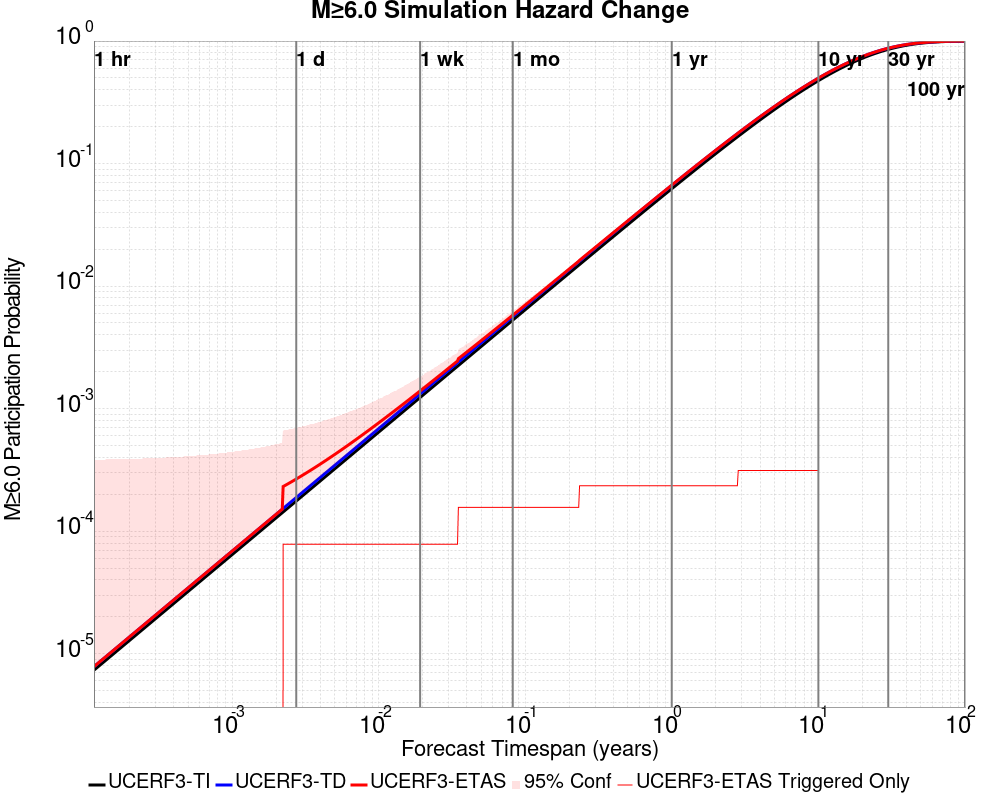 M≥6.0 Simulation Hazard Change
M≥6.0 Participation Probability
10^0
10^-1
10^-2
10^-3
10^-4
10^-5
1 hr
1 d
1 wk
1 mo
1 yr
10 yr
30 yr
100 yr
10^-3
10^-2
10^-1
10^0
10^1
10^2
Forecast Timespan (years)
UCERF3-TI UCERF3-TD UCERF3-ETAS 95% Conf UCERF3-ETAS Triggered Only